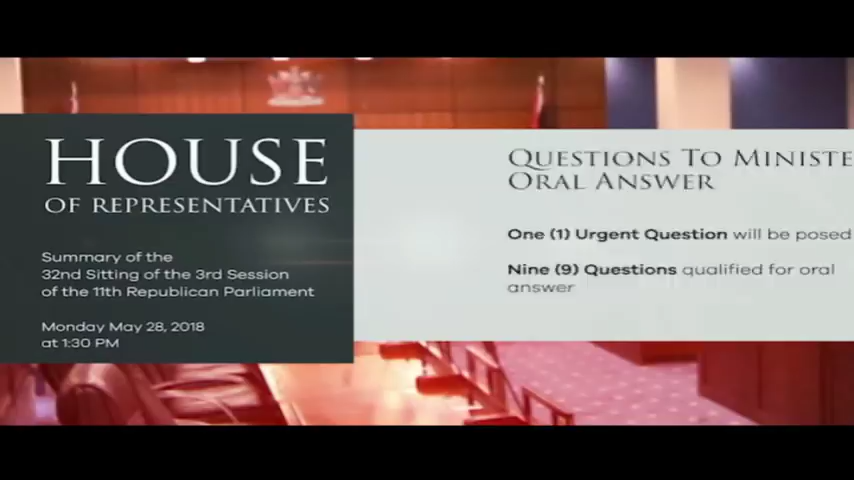 HOUSE
OF REPRESENTATIVES
Summary of the
32nd Sitting of the 3rd Session
of the 11th Republican Parliament
Monday May 28, 2018
at 1:30 PM
QUESTIONS TO MINISTE
ORAL ANSWER
One (1) Urgent Question will be posed
Nine (9) Questions qualified for oral
answer